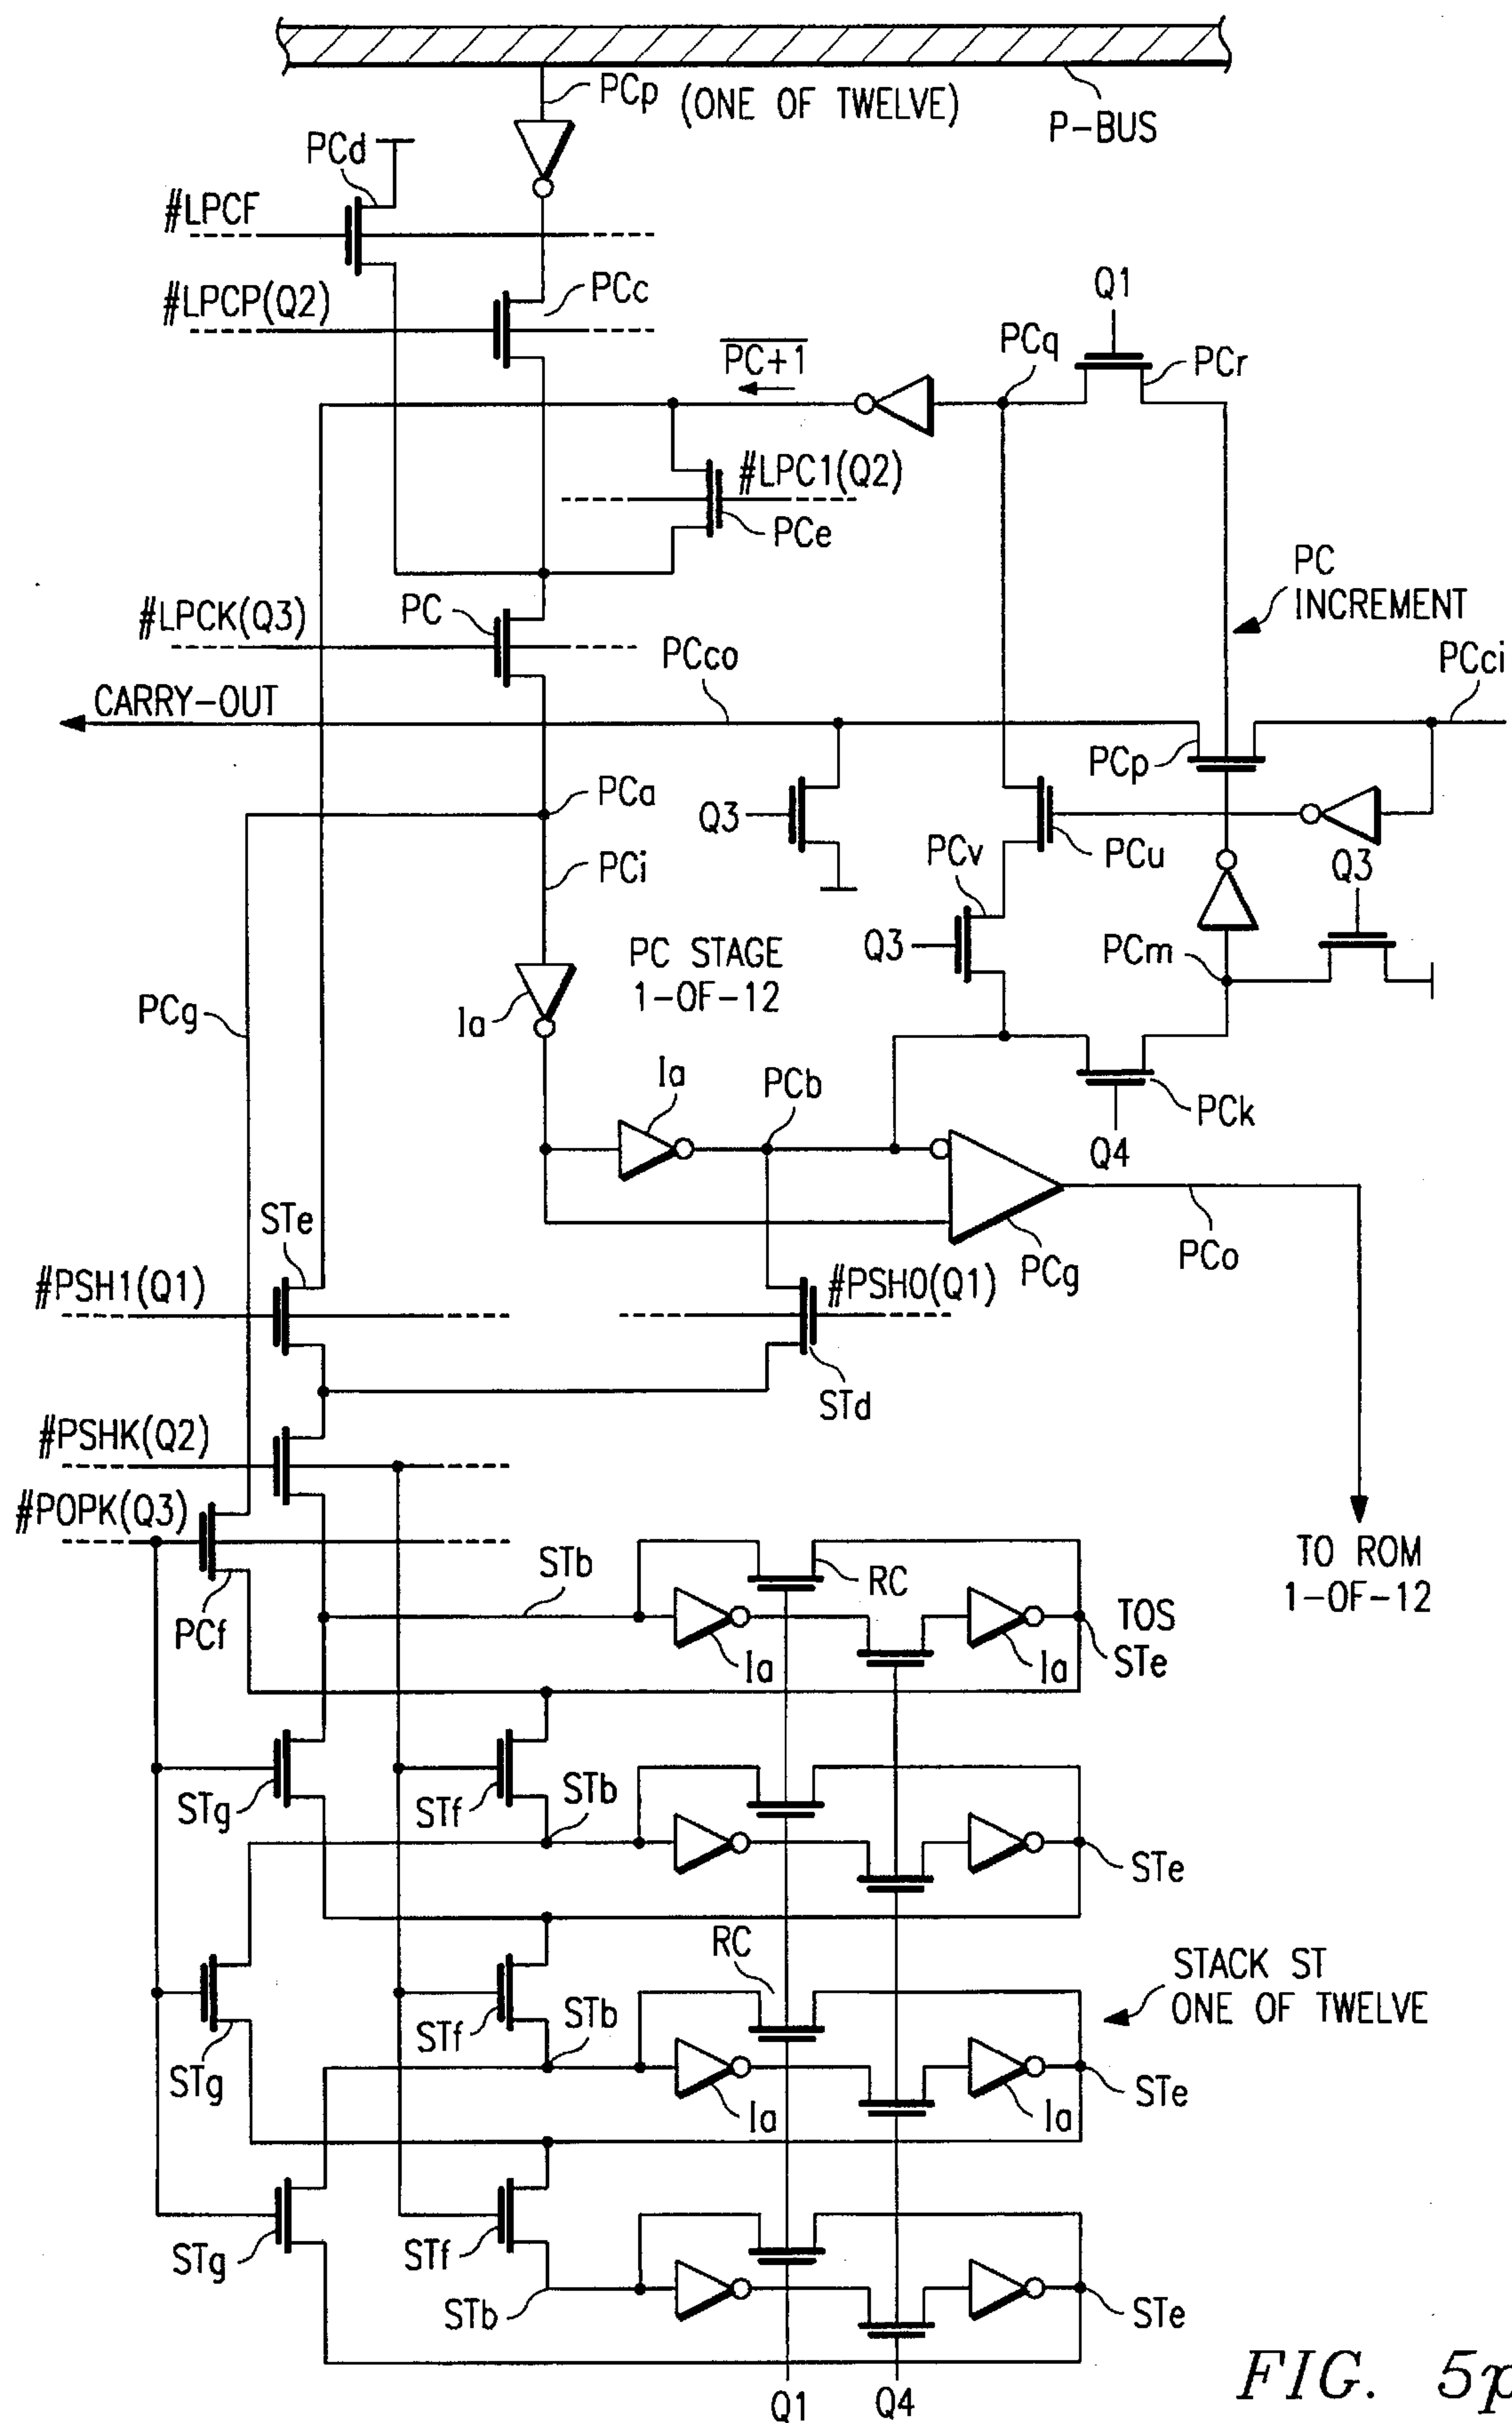 PCp (ONE OF TWELVE)
P-BUS
PCd
#LPCF
#LPCP(Q2)
PCc
Q1
PC+1
PCq
PCr
#LPC1(Q2)
PCe
PC
INCREMENT
#LPCK(Q3)
PC
PCco
PCci
CARRY-OUT
PCp
PCa
Q3
PCu
PCi
PCv
Q3
Q3
PC STAGE
1-OF-12
PCm
PCg
Ia
Ia
PCb
PCk
Q4
STe
PCg
PCo
#PSH1(Q1)
#PSH0(Q1)
STd
#PSHK(Q2)
#POPK(Q3)
PCf
STb
RC
TO ROM
1-OF-12
TOS
Ia
Ia
STe
STg
STf
STb
STe
RC
STACK ST
ONE OF TWELVE
STg
STf
STb
Ia
Ia
STe
STg
STf
STb
STe
Q1
Q4
FIG. 5p